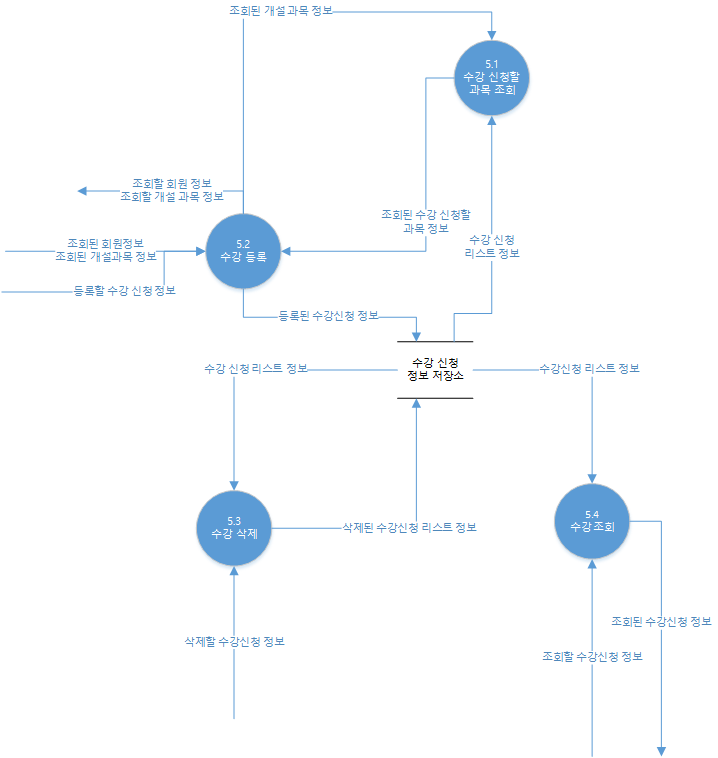 조회된 개설 과목 정보
5.1
수강 신청할
과목 조회
조회할 회원 정보
조회할 개설 과목 정보
조회된 수강 신청할
과목 정보
수강 신청
리스트 정보
조회된 회원정보
조회된 개설과목 정보
5.2
수강 등록
등록할 수강 신청 정보
등록된 수강신청 정보
수강 신청
정보 저장소
수강 신청 리스트 정보
수강신청 리스트 정보
5.3
수강 삭제
삭제된 수강신청 리스트 정보
5.4
수강 조회
조회된 수강신청 정보
삭제할 수강신청 정보
조회할 수강신청 정보